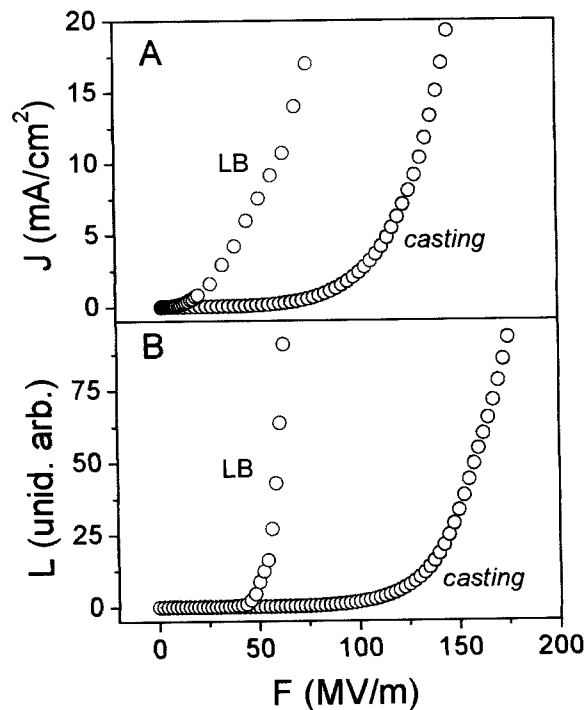 A
20
15
10
5
0
J (mA/cm²)
LB
casting
B
75
50
25
0
L (unid. arb.)
LB
casting
0 50 100 150 200
F (MV/m)